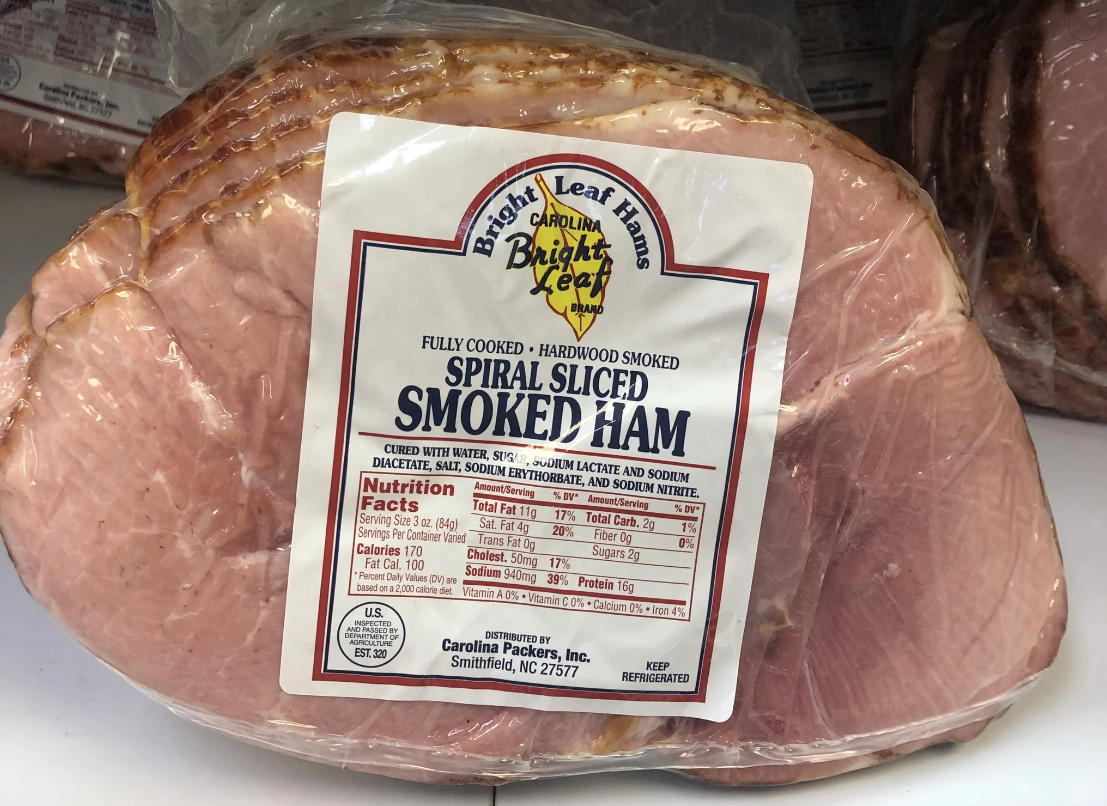 Carolina Packers, Inc.
Smithfield, NC 27577
Bright Leaf Hams
CAROLINA
Bright
Leaf
BRAND
FULLY COOKED • HARDWOOD SMOKED
SPIRAL SLICED
SMOKED HAM
CURED WITH WATER, SUGAR, SODIUM LACTATE AND SODIUM
DIACETATE, SALT, SODIUM ERYTHORBATE, AND SODIUM NITRITE.
Nutrition
Facts
Serving Size 3 oz. (84g)
Servings Per Container Varied
Calories 170
Fat Cal. 100
* Percent Daily Values (DV) are
based on a 2,000 calorie diet.
Amount/Serving % DV* Amount/Serving % DV*
Total Fat 11g 17% Total Carb. 2g 1%
Sat. Fat 4g 20% Fiber 0g 0%
Trans Fat 0g Sugars 2g
Cholest. 50mg 17%
Sodium 940mg 39% Protein 16g
Vitamin A 0% • Vitamin C 0% • Calcium 0% • Iron 4%
U.S.
INSPECTED
AND PASSED BY
DEPARTMENT OF
AGRICULTURE
EST. 320
DISTRIBUTED BY
Carolina Packers, Inc.
Smithfield, NC 27577
KEEP
REFRIGERATED